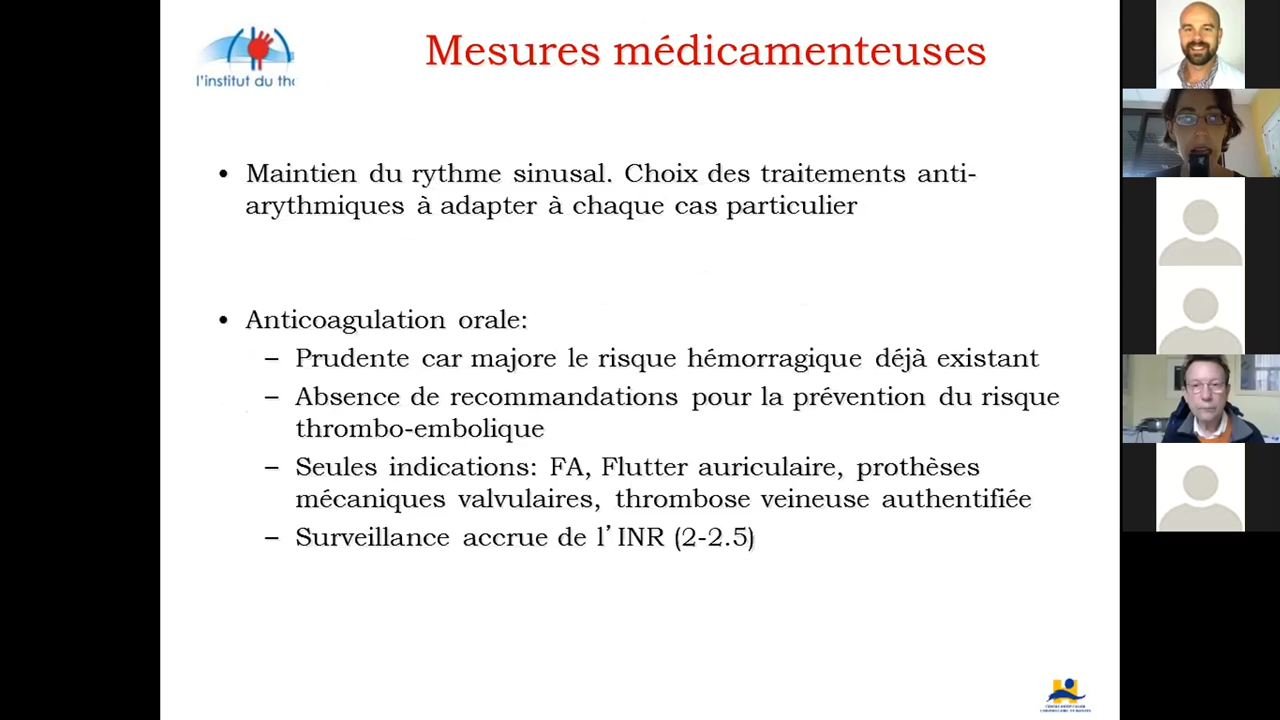 l'institut du tho
Mesures médicamenteuses
• Maintien du rythme sinusal. Choix des traitements anti-
arythmiques à adapter à chaque cas particulier
• Anticoagulation orale:
– Prudente car majore le risque hémorragique déjà existant
– Absence de recommandations pour la prévention du risque
thrombo-embolique
– Seules indications: FA, Flutter auriculaire, prothèses
mécaniques valvulaires, thrombose veineuse authentifiée
– Surveillance accrue de l'INR (2-2.5)